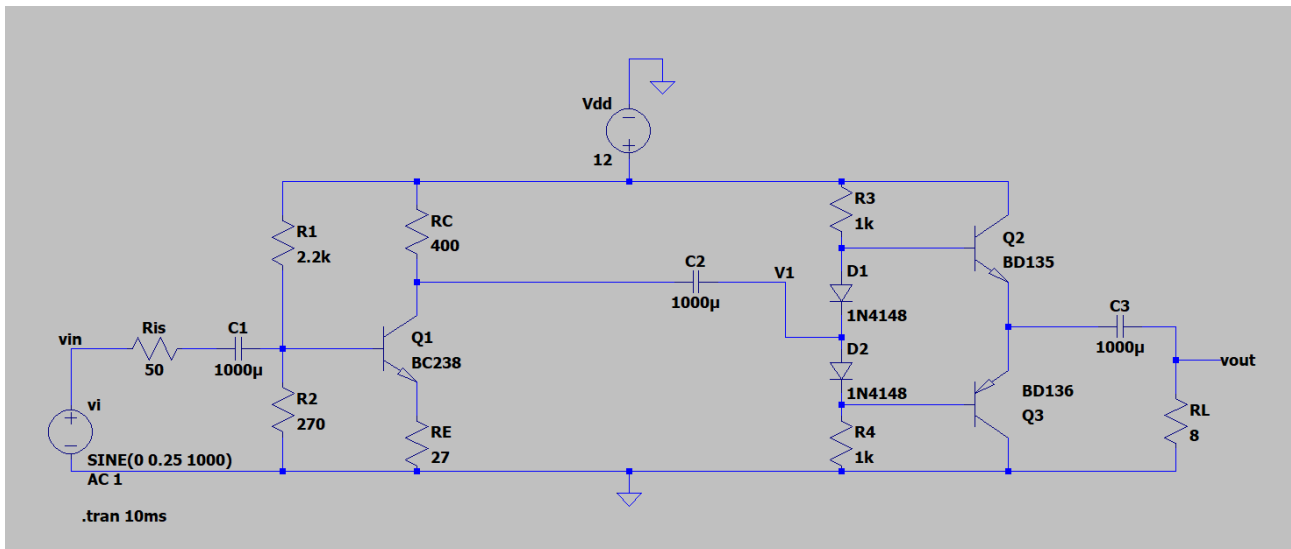 Vdd
12
R1
2.2k
RC
400
R3
1k
Q2
BD135
C2
1000µ
V1
D1
1N4148
vin
Ris
50
C1
1000µ
Q1
BC238
C3
1000µ
vout
D2
1N4148
BD136
Q3
R2
270
vi
RE
27
R4
1k
RL
8
SINE(0 0.25 1000)
AC 1
.tran 10ms